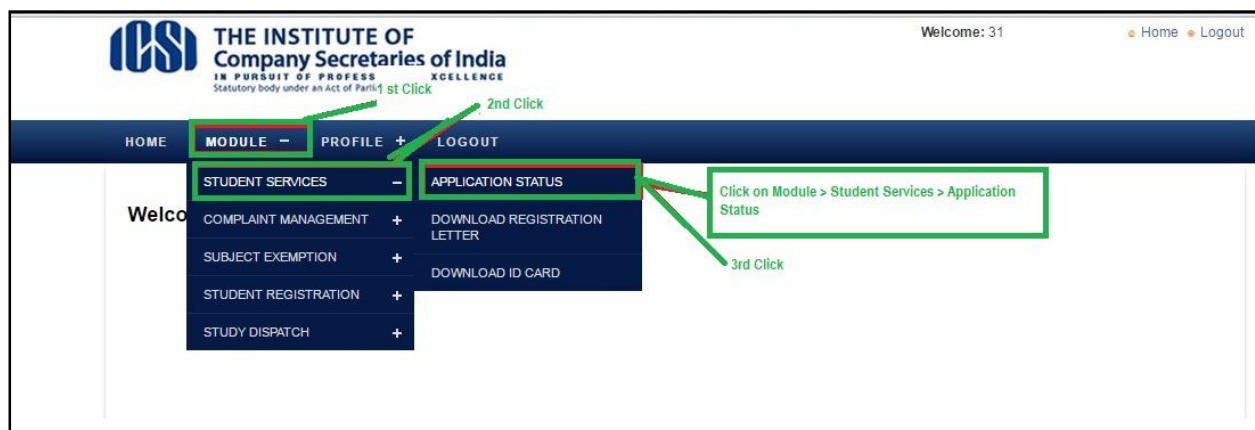 THE INSTITUTE OF
Company Secretaries of India
IN PURSUIT OF PROFESS XCELLENCE
Statutory body under an Act of Parli
Welcome: 31
Home Logout
1 st Click
2nd Click
HOME MODULE − PROFILE + LOGOUT
STUDENT SERVICES −
COMPLAINT MANAGEMENT +
SUBJECT EXEMPTION +
STUDENT REGISTRATION +
STUDY DISPATCH +
APPLICATION STATUS
DOWNLOAD REGISTRATION
LETTER
DOWNLOAD ID CARD
Click on Module > Student Services > Application
Status
3rd Click
Welco